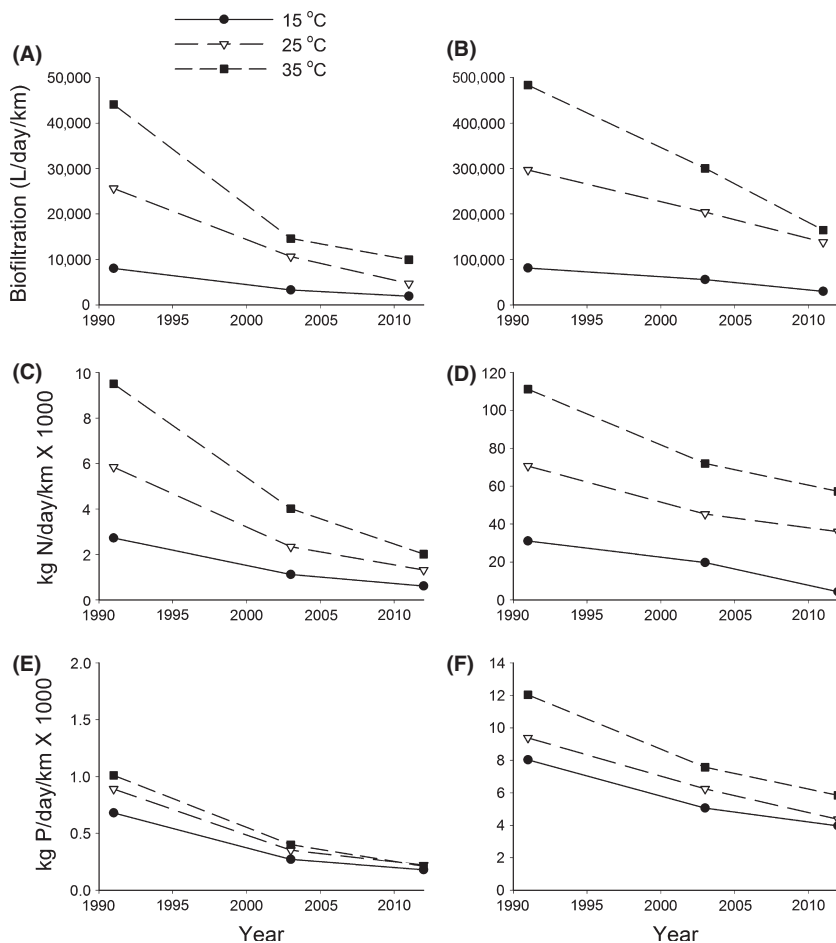 15 °C
25 °C
35 °C
(A)
(B)
Biofiltration (L/day/km)
50,000
40,000
30,000
20,000
10,000
0
1990 1995 2000 2005 2010
500,000
400,000
300,000
200,000
100,000
0
1990 1995 2000 2005 2010
(C)
(D)
kg N/day/km X 1000
10
8
6
4
2
0
1990 1995 2000 2005 2010
120
100
80
60
40
20
0
1990 1995 2000 2005 2010
(E)
(F)
kg P/day/km X 1000
2.0
1.5
1.0
0.5
0.0
1990 1995 2000 2005 2010
Year
14
12
10
8
6
4
2
0
1990 1995 2000 2005 2010
Year